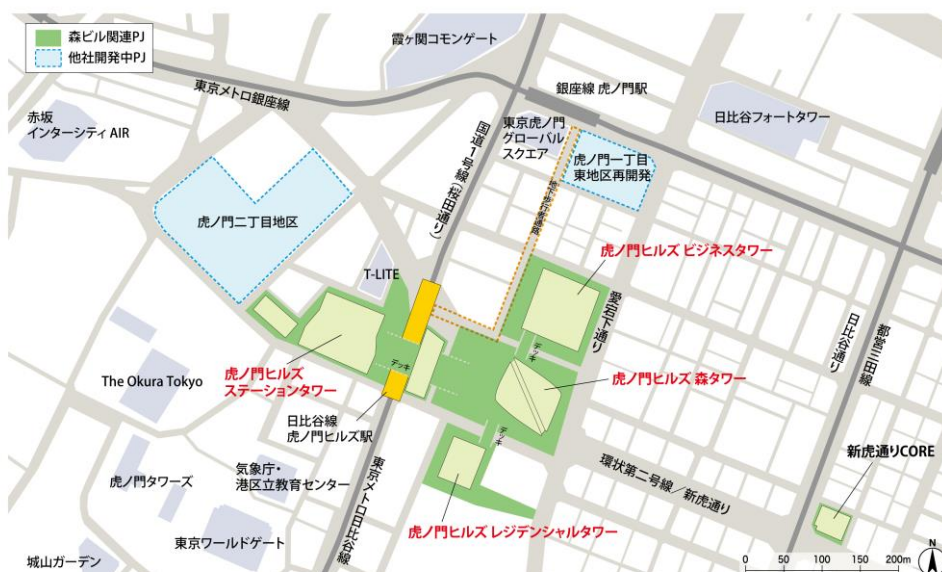 森ビル関連PJ
他社開発中PJ
霞ヶ関コモンゲート
東京メトロ銀座線
銀座線 虎ノ門駅
赤坂
インターシティ AIR
国道1号線(桜田通り)
東京虎ノ門
グローバル
スクエア
日比谷フォートタワー
虎ノ門一丁目
東地区再開発
地下歩行者通路
虎ノ門二丁目地区
虎ノ門ヒルズ ビジネスタワー
T-LITE
愛宕下通り
日比谷通り
都営三田線
デッキ
デッキ
虎ノ門ヒルズ
ステーションタワー
虎ノ門ヒルズ 森タワー
The Okura Tokyo
日比谷線
虎ノ門ヒルズ駅
デッキ
新虎通りCORE
環状第二号線/新虎通り
気象庁・
港区立教育センター
虎ノ門タワーズ
東京メトロ日比谷線
虎ノ門ヒルズ レジデンシャルタワー
東京ワールドゲート
城山ガーデン
N
0 50 100 200m